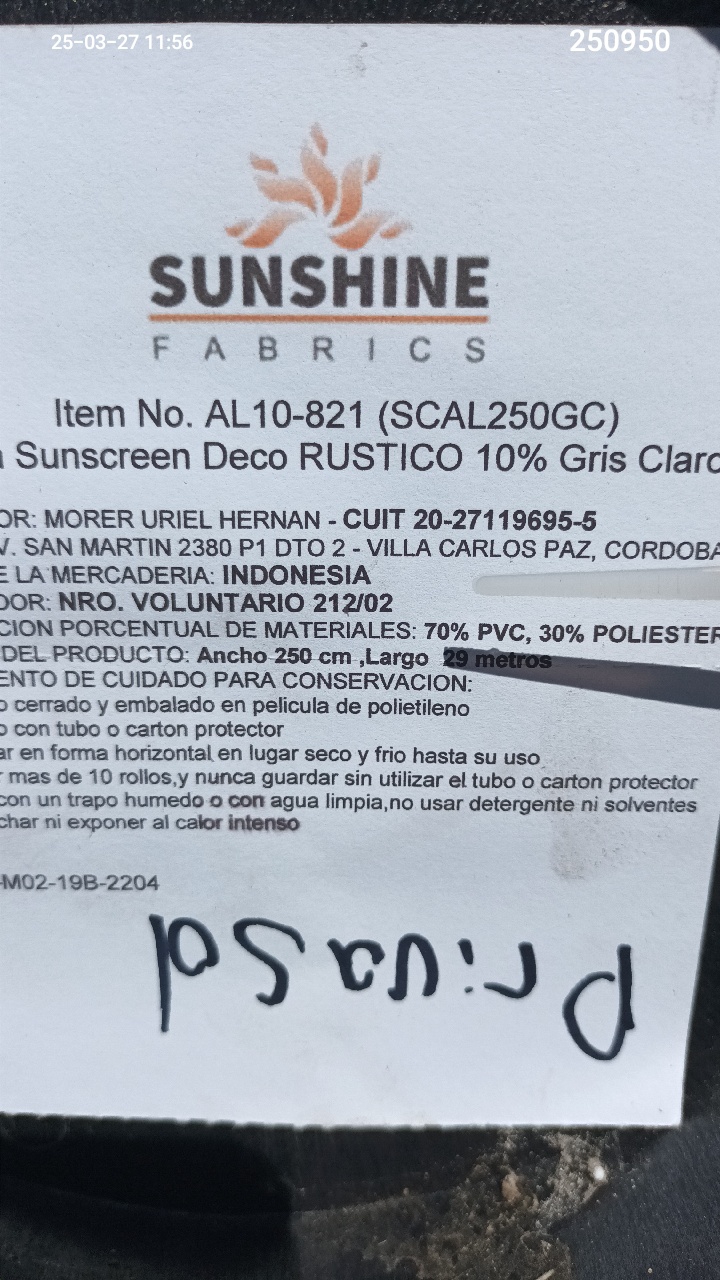 25-03-27 11:56
250950
SUNSHINE
FABRICS
Item No. AL10-821 (SCAL250GC)
Sunscreen Deco RUSTICO 10% Gris Claro
OR: MORER URIEL HERNAN - CUIT 20-27119695-5
V. SAN MARTIN 2380 P1 DTO 2 - VILLA CARLOS PAZ, CORDOBA
E LA MERCADERIA: INDONESIA
DOR: NRO. VOLUNTARIO 212/02
CION PORCENTUAL DE MATERIALES: 70% PVC, 30% POLIESTER
DEL PRODUCTO: Ancho 250 cm ,Largo 29 metros
ENTO DE CUIDADO PARA CONSERVACION:
o cerrado y embalado en pelicula de polietileno
o con tubo o carton protector
ar en forma horizontal en lugar seco y frio hasta su uso
r mas de 10 rollos,y nunca guardar sin utilizar el tubo o carton protector
con un trapo humedo o con agua limpia,no usar detergente ni solventes
char ni exponer al calor intenso
-M02-19B-2204
Privasol